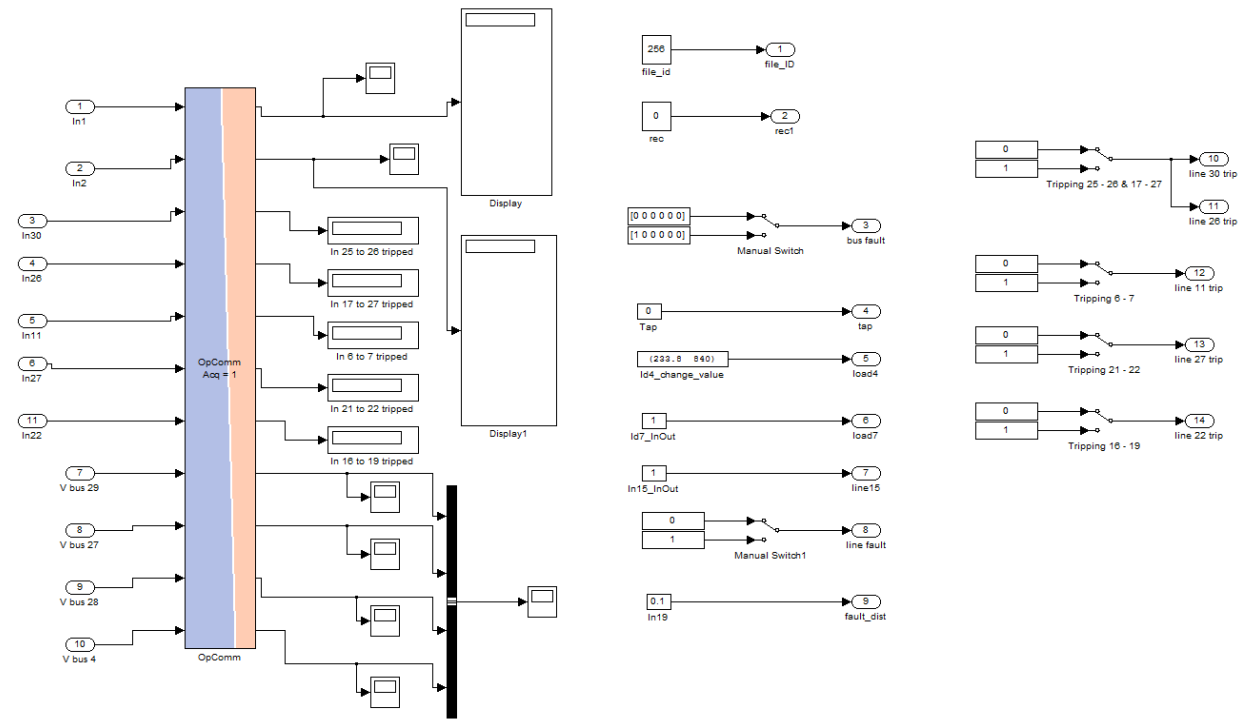 1
In1
2
In2
3
In30
4
In26
5
In11
6
In27
11
In22
7
V bus 29
8
V bus 27
9
V bus 28
10
V bus 4
OpComm
Acq = 1
OpComm
Display
In 25 to 26 tripped
In 17 to 27 tripped
In 6 to 7 tripped
In 21 to 22 tripped
In 16 to 19 tripped
Display1
256
file_id
1
file_ID
0
rec
2
rec1
[0 0 0 0 0 0]
[1 0 0 0 0 0]
Manual Switch
3
bus fault
0
Tap
4
tap
(233.6 840)
Id4_change_value
5
load4
1
Id7_InOut
6
load7
1
In15_InOut
7
line15
0
1
Manual Switch1
8
line fault
0.1
In19
9
fault_dist
0
1
Tripping 25 - 26 & 17 - 27
10
line 30 trip
11
line 26 trip
0
1
Tripping 6 - 7
12
line 11 trip
0
1
Tripping 21 - 22
13
line 27 trip
0
1
Tripping 16 - 19
14
line 22 trip